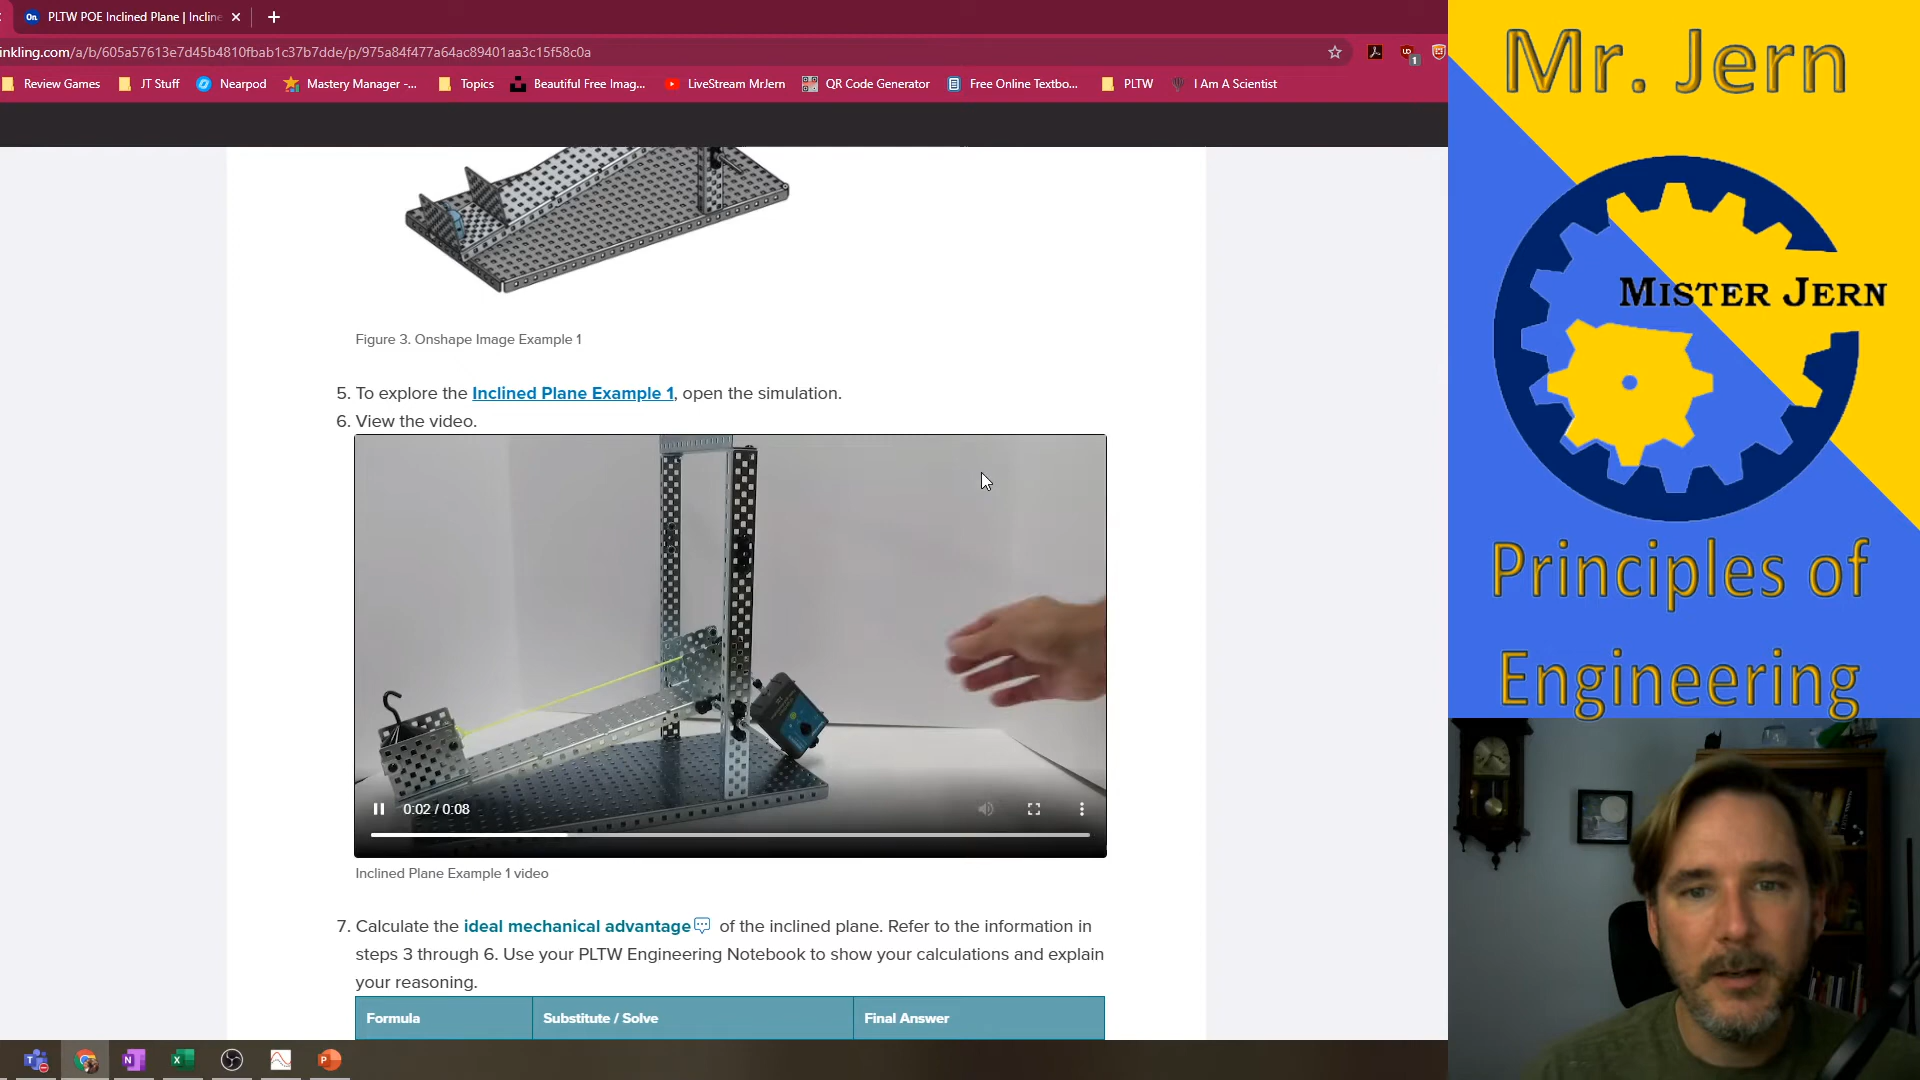 On. PLTW POE Inclined Plane | Incline
inkling.com/a/b/605a57613e7d45b4810fbab1c37b7dde/p/975a84f477a64ac89401aa3c15f58c0a
Review Games JT Stuff Nearpod Mastery Manager -... Topics Beautiful Free Imag... LiveStream MrJern QR Code Generator Free Online Textbo... PLTW I Am A Scientist
Figure 3. Onshape Image Example 1
5. To explore the Inclined Plane Example 1, open the simulation.
6. View the video.
0:02 / 0:08
Inclined Plane Example 1 video
7. Calculate the ideal mechanical advantage of the inclined plane. Refer to the information in
steps 3 through 6. Use your PLTW Engineering Notebook to show your calculations and explain
your reasoning.
Formula Substitute / Solve Final Answer
Mr. Jern
Mister Jern
Principles of
Engineering